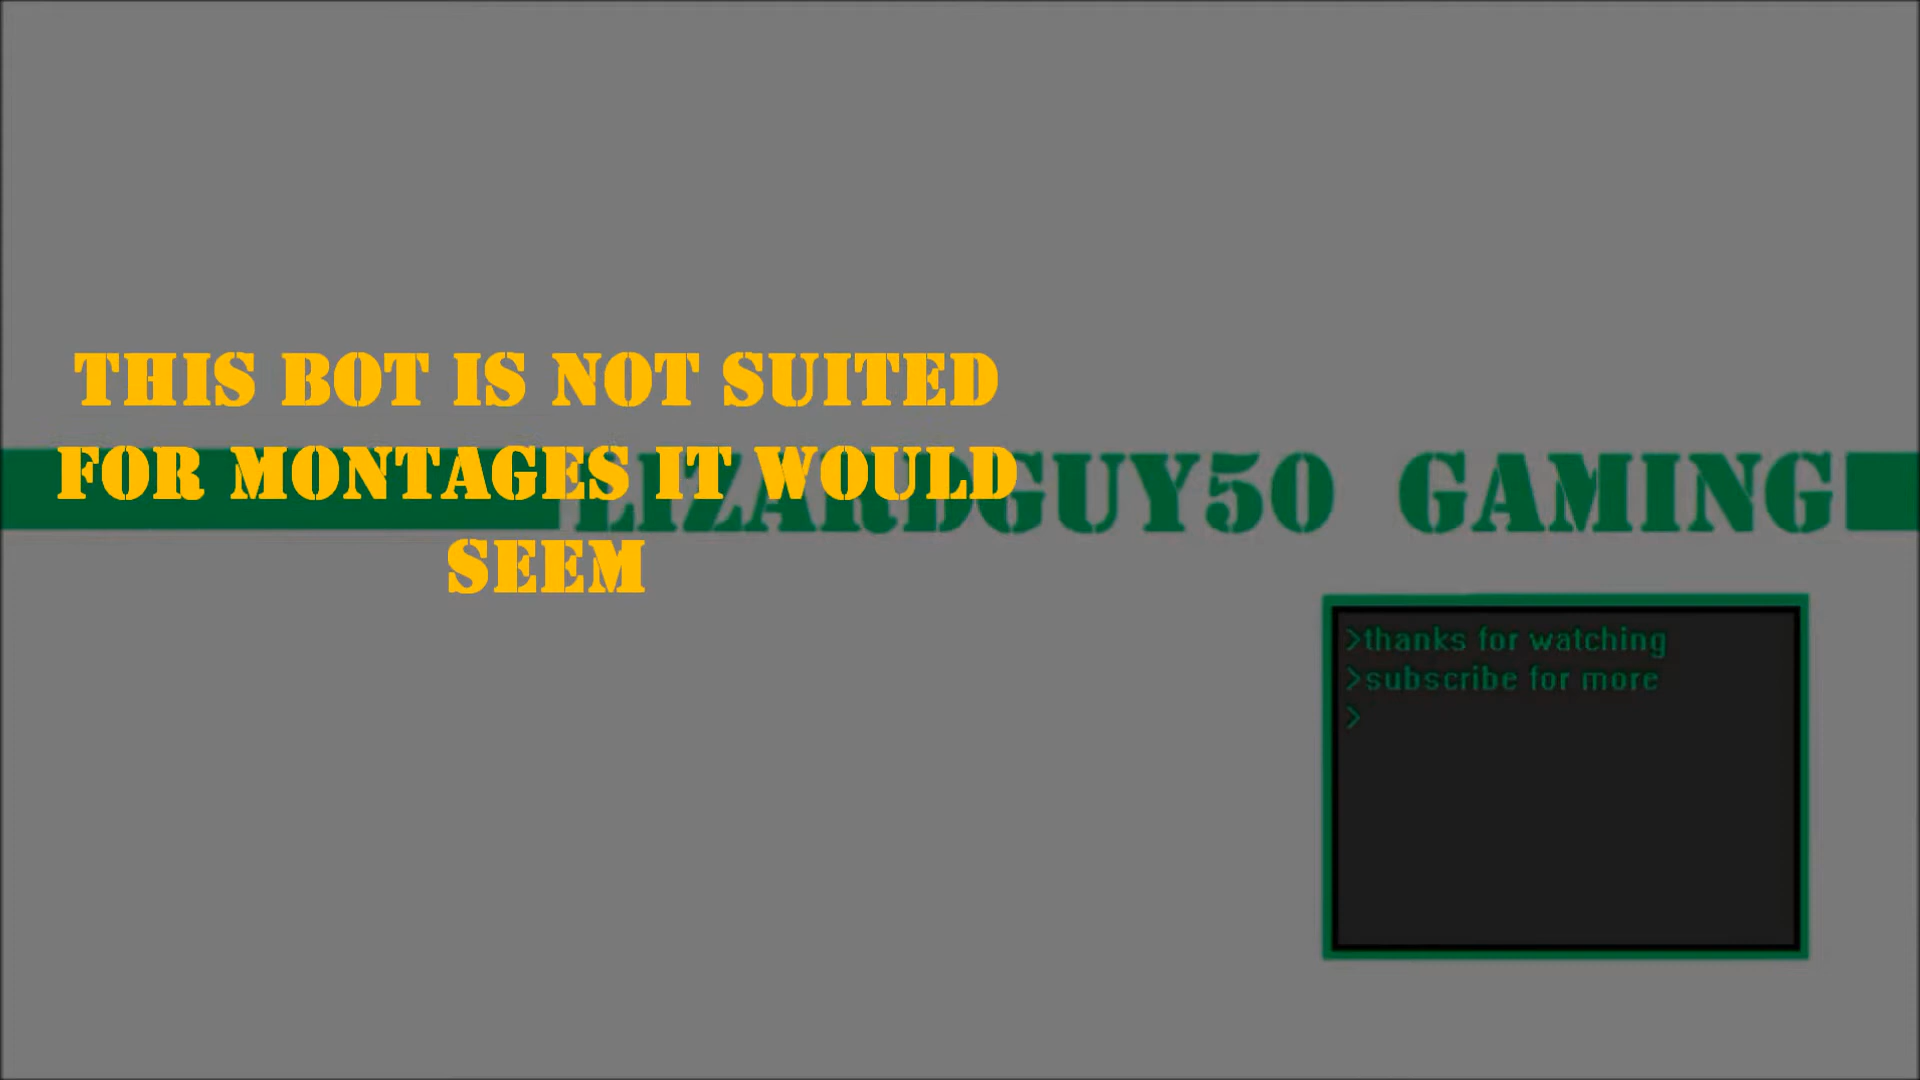 THIS BOT IS NOT SUITED
FOR MONTAGES IT WOULD
SEEM
LIZARDGUY50 GAMING
>thanks for watching
>subscribe for more
>